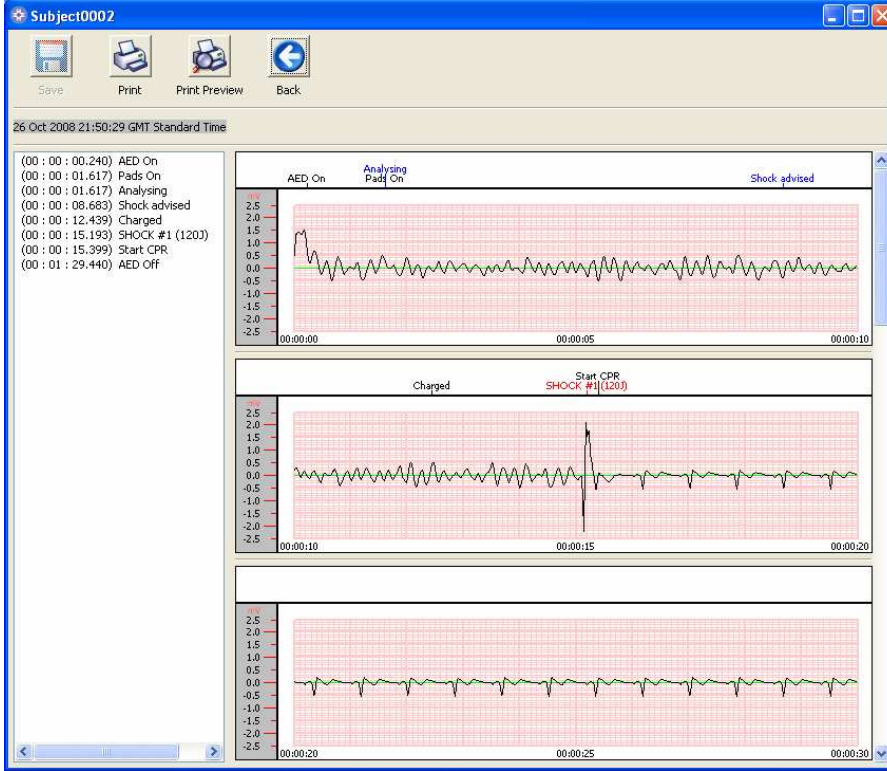 Subject0002
Save Print Print Preview Back
26 Oct 2008 21:50:29 GMT Standard Time
(00 : 00 : 00.240) AED On
(00 : 00 : 01.617) Pads On
(00 : 00 : 01.617) Analysing
(00 : 00 : 08.683) Shock advised
(00 : 00 : 12.439) Charged
(00 : 00 : 15.193) SHOCK #1 (120J)
(00 : 00 : 15.399) Start CPR
(00 : 01 : 29.440) AED Off
Analysing
AED On Pads On Shock advised
mV
2.5
2.0
1.5
1.0
0.5
0.0
-0.5
-1.0
-1.5
-2.0
-2.5
00:00:00 00:00:05 00:00:10
Start CPR
Charged SHOCK #1 (120J)
mV
2.5
2.0
1.5
1.0
0.5
0.0
-0.5
-1.0
-1.5
-2.0
-2.5
00:00:10 00:00:15 00:00:20
mV
2.5
2.0
1.5
1.0
0.5
0.0
-0.5
-1.0
-1.5
-2.0
-2.5
00:00:20 00:00:25 00:00:30